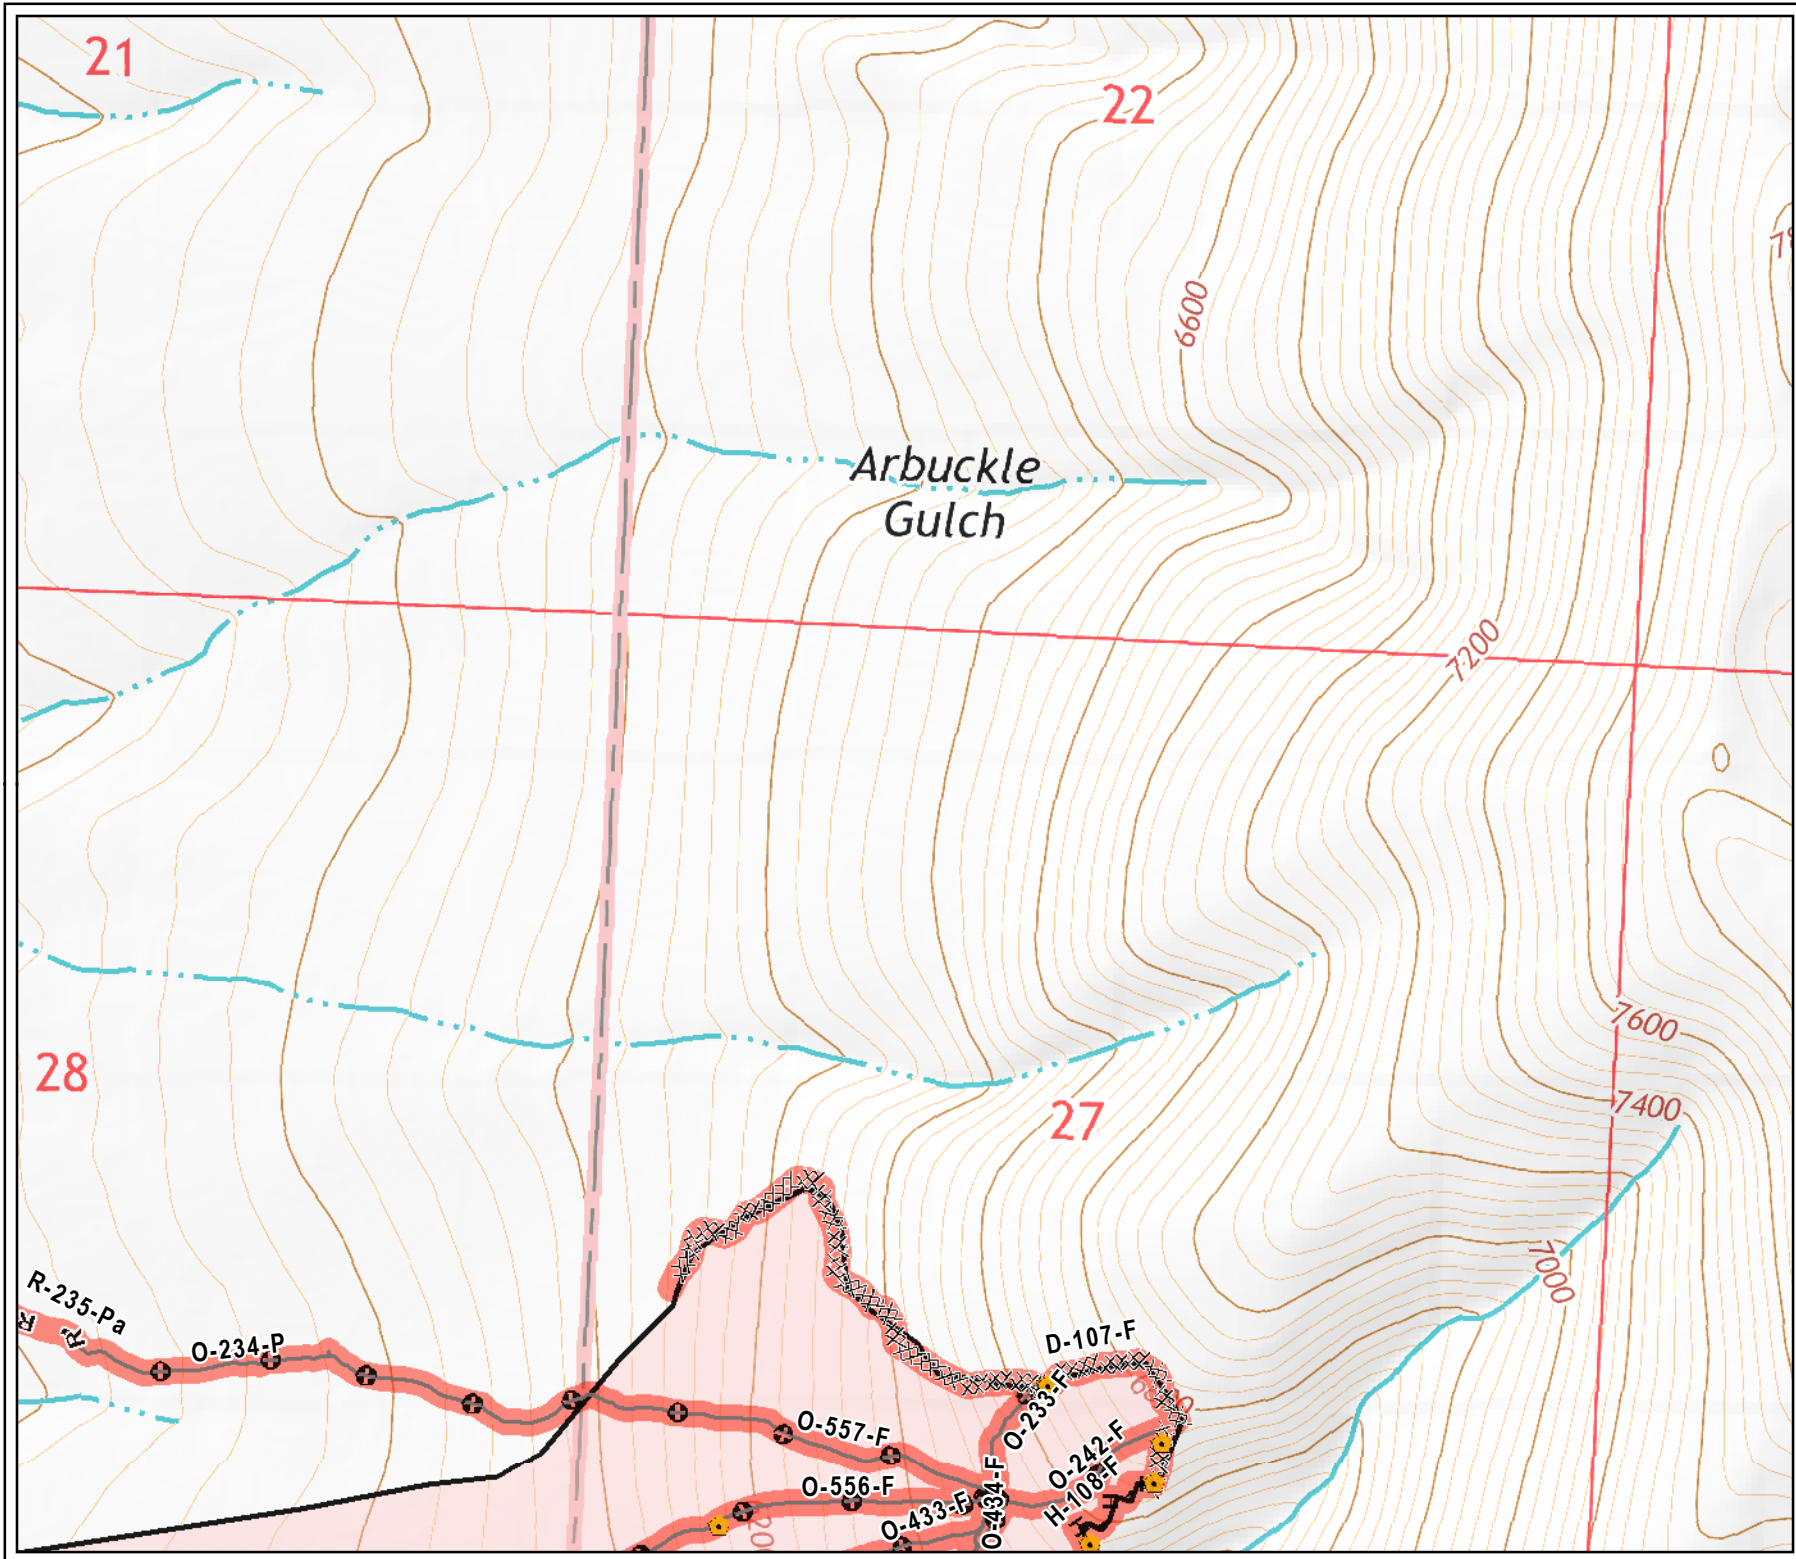 21
22
6600
Arbuckle
Gulch
7200
7600
7400
28
27
7000
R-235-Pa
R
R
O-234-P
D-107-F
O-233-F
O-557-F
O-242-F
O-434-F
H-108-F
H
O-556-F
O-433-F